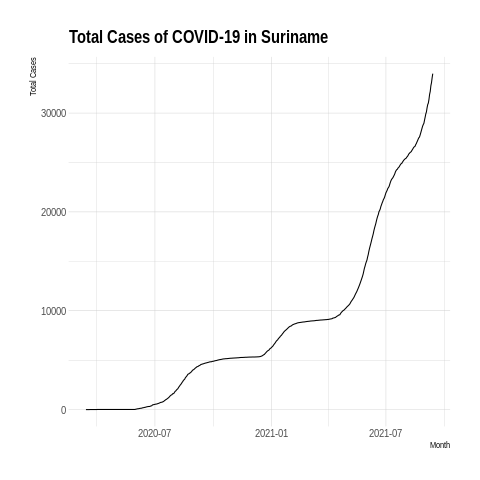 Total Cases of COVID-19 in Suriname
Total Cases
30000
20000
10000
0
2020-07
2021-01
2021-07
Month